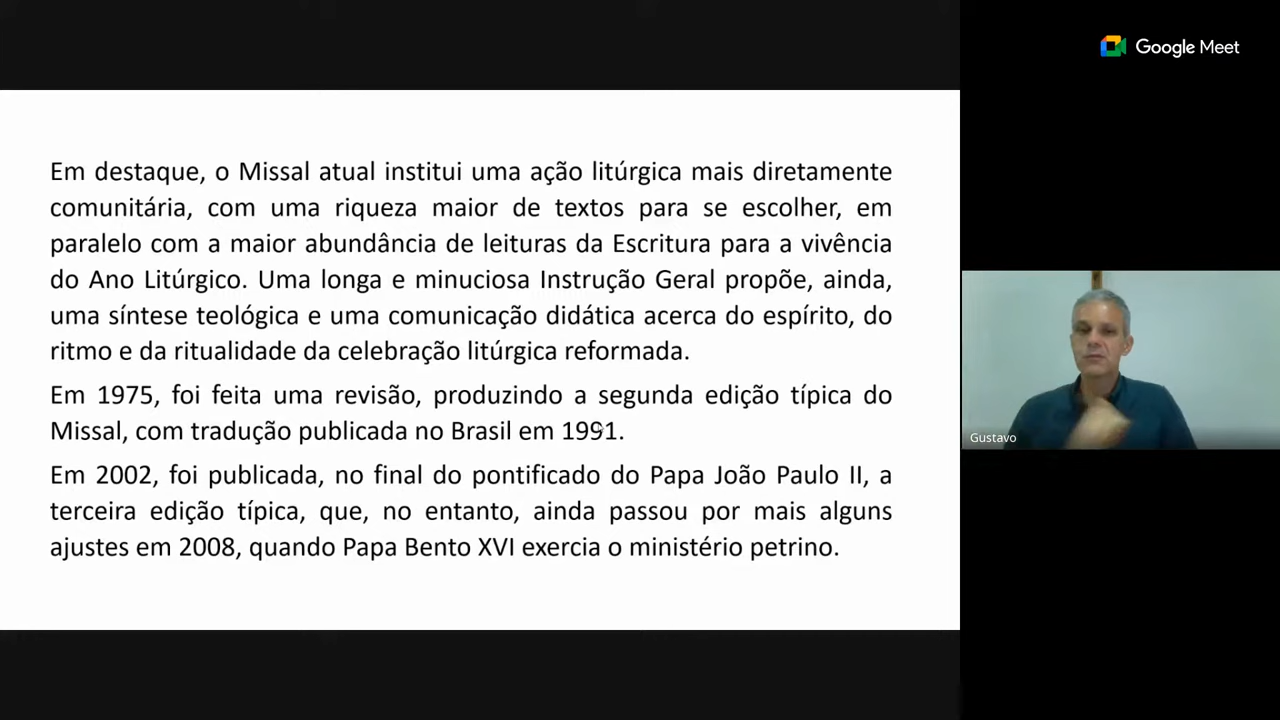 Google Meet
Em destaque, o Missal atual institui uma ação litúrgica mais diretamente
comunitária, com uma riqueza maior de textos para se escolher, em
paralelo com a maior abundância de leituras da Escritura para a vivência
do Ano Litúrgico. Uma longa e minuciosa Instrução Geral propõe, ainda,
uma síntese teológica e uma comunicação didática acerca do espírito, do
ritmo e da ritualidade da celebração litúrgica reformada.
Em 1975, foi feita uma revisão, produzindo a segunda edição típica do
Missal, com tradução publicada no Brasil em 1991.
Em 2002, foi publicada, no final do pontificado do Papa João Paulo II, a
terceira edição típica, que, no entanto, ainda passou por mais alguns
ajustes em 2008, quando Papa Bento XVI exercia o ministério petrino.
Gustavo